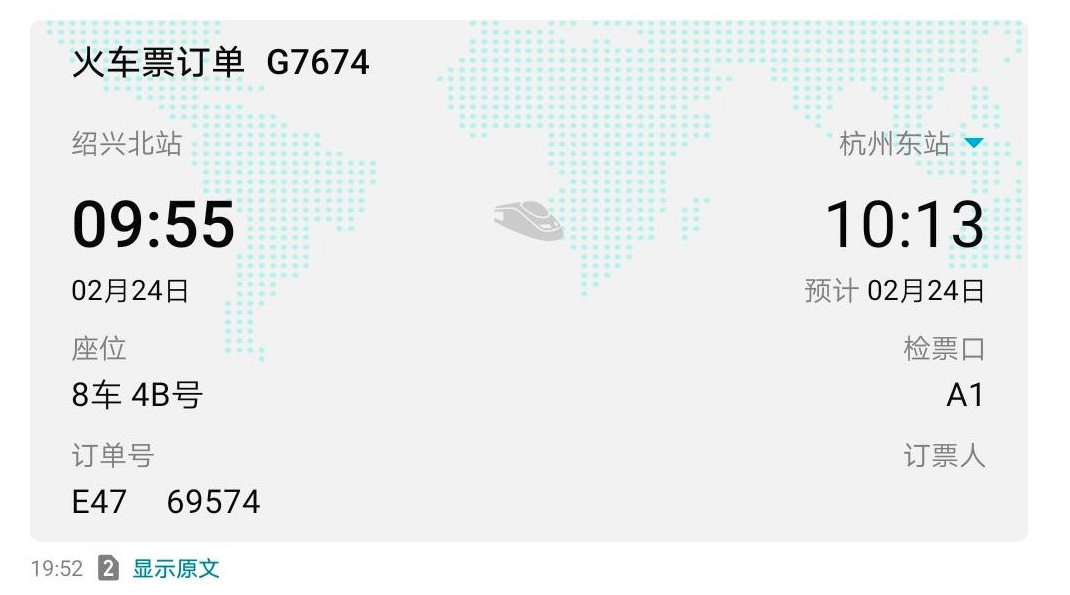 火车票订单 G7674
绍兴北站 杭州东站
09:55 10:13
02月24日 预计 02月24日
座位 检票口
8车 4B号 A1
订单号 订票人
E47 69574
19:52 2 显示原文